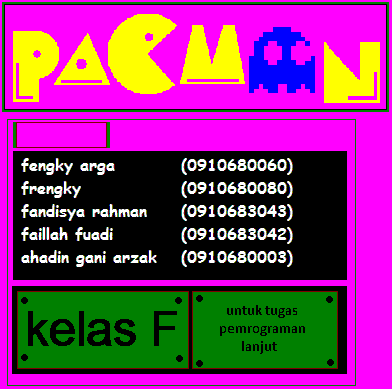 PACMAN
fengky arga (0910680060)
frengky (0910680080)
fandisya rahman (0910683043)
faillah fuadi (0910683042)
ahadin gani arzak (0910680003)
kelas F
untuk tugas
pemrograman
lanjut